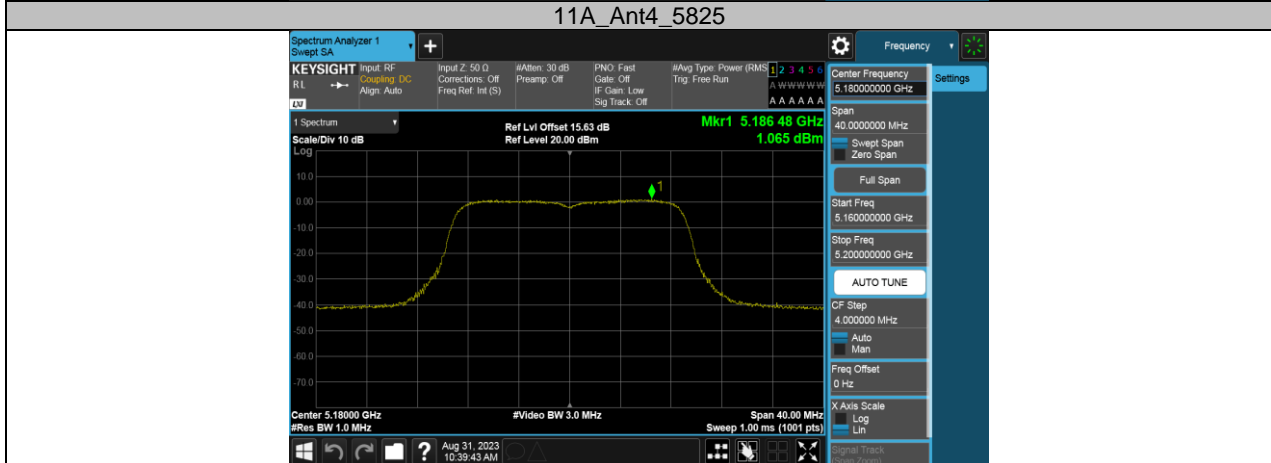 11A_Ant4_5825
Spectrum Analyzer 1
Swept SA
+
Frequency
KEYSIGHT
RL
LXI
Input: RF
Coupling: DC
Align: Auto
Input Z: 50 Ω
Corrections: Off
Freq Ref: Int (S)
#Atten: 30 dB
Preamp: Off
PNO: Fast
Gate: Off
IF Gain: Low
Sig Track: Off
#Avg Type: Power (RMS
Trig: Free Run
1 2 3 4 5 6
A W W W W W
A A A A A A
1 Spectrum
Scale/Div 10 dB
Log
Ref Lvl Offset 15.63 dB
Ref Level 20.00 dBm
Mkr1 5.186 48 GHz
1.065 dBm
10.0
0.00
-10.0
-20.0
-30.0
-40.0
-50.0
-60.0
-70.0
1
Center 5.18000 GHz
#Res BW 1.0 MHz
#Video BW 3.0 MHz
Span 40.00 MHz
Sweep 1.00 ms (1001 pts)
?
Aug 31, 2023
10:39:43 AM
Center Frequency
5.180000000 GHz
Settings
Span
40.0000000 MHz
Swept Span
Zero Span
Full Span
Start Freq
5.160000000 GHz
Stop Freq
5.200000000 GHz
AUTO TUNE
CF Step
4.000000 MHz
Auto
Man
Freq Offset
0 Hz
X Axis Scale
Log
Lin
Signal Track
(Span Zoom)